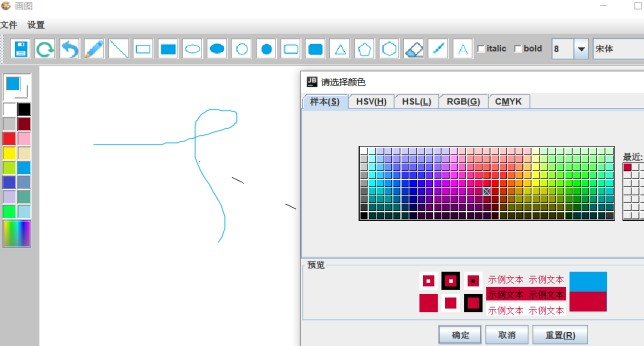 画图
文件 设置
italic bold 8 宋体
请选择颜色
样本(S) HSV(H) HSL(L) RGB(G) CMYK
最近:
预览
示例文本 示例文本
示例文本 示例文本
示例文本 示例文本
确定 取消 重置(R)